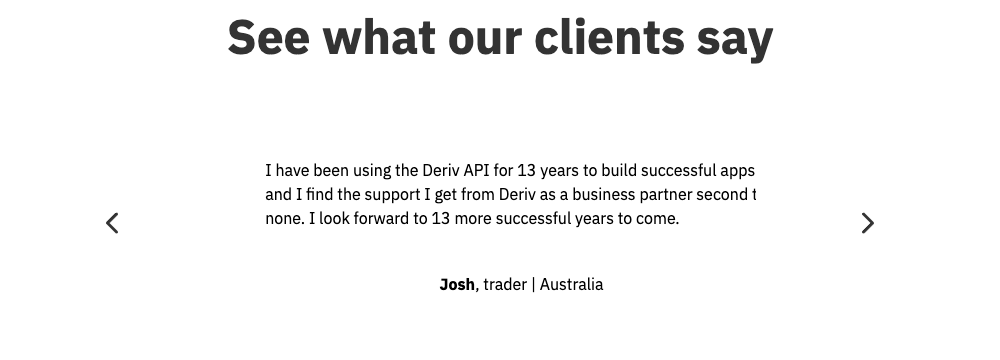 See what our clients say
I have been using the Deriv API for 13 years to build successful apps
and I find the support I get from Deriv as a business partner second t
none. I look forward to 13 more successful years to come.
Josh, trader | Australia